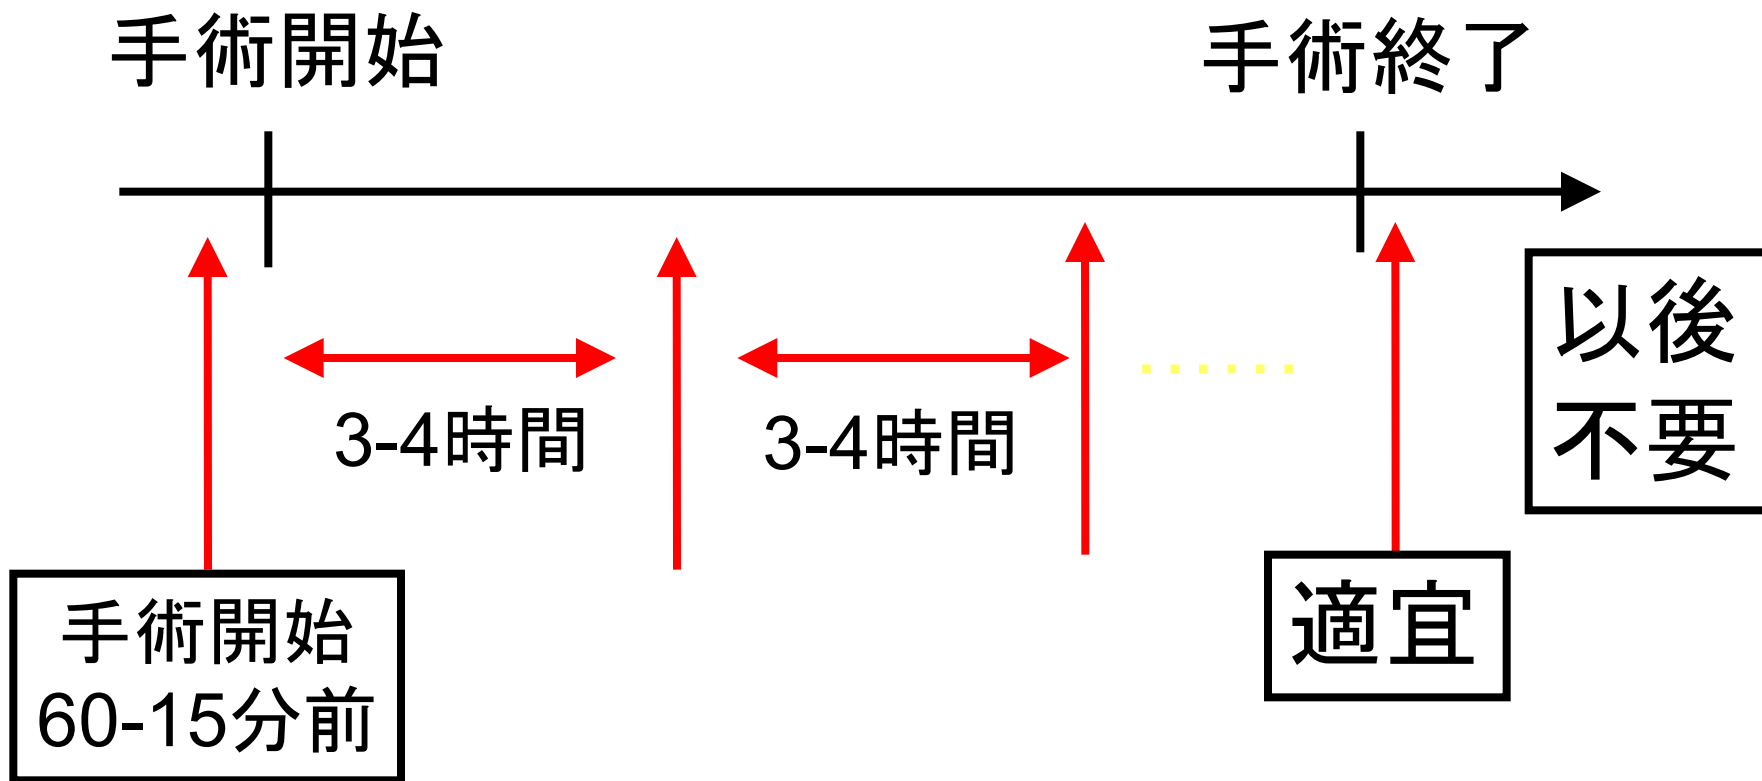 手術開始
手術終了
3-4時間
3-4時間
以後
不要
適宜
手術開始
60-15分前